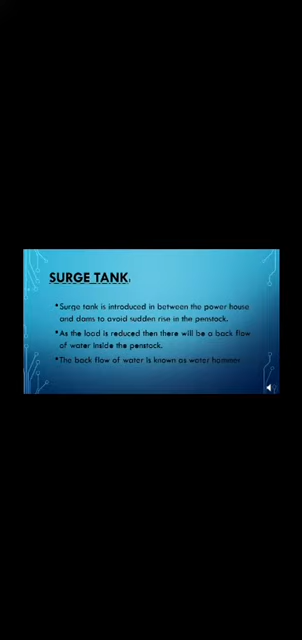 SURGE TANK,
•Surge tank is introduced in between the power house
and dams to avoid sudden rise in the penstock.
•As the load is reduced then there will be a back flow
of water inside the penstock.
•The back flow of water is known as water hammer